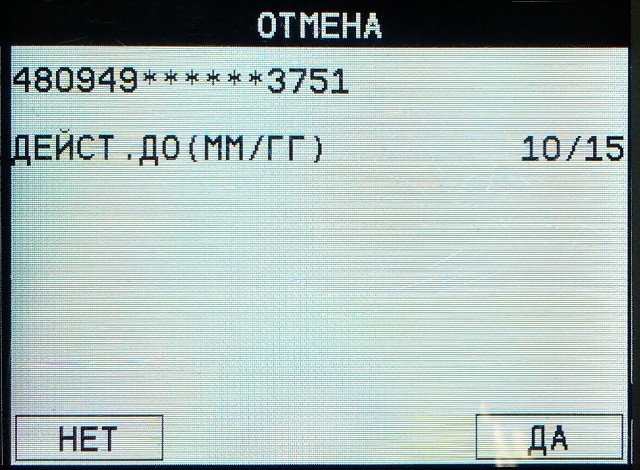 ОТМЕНА
480949******3751
ДЕЙСТ.ДО(ММ/ГГ) 10/15
НЕТ ДА